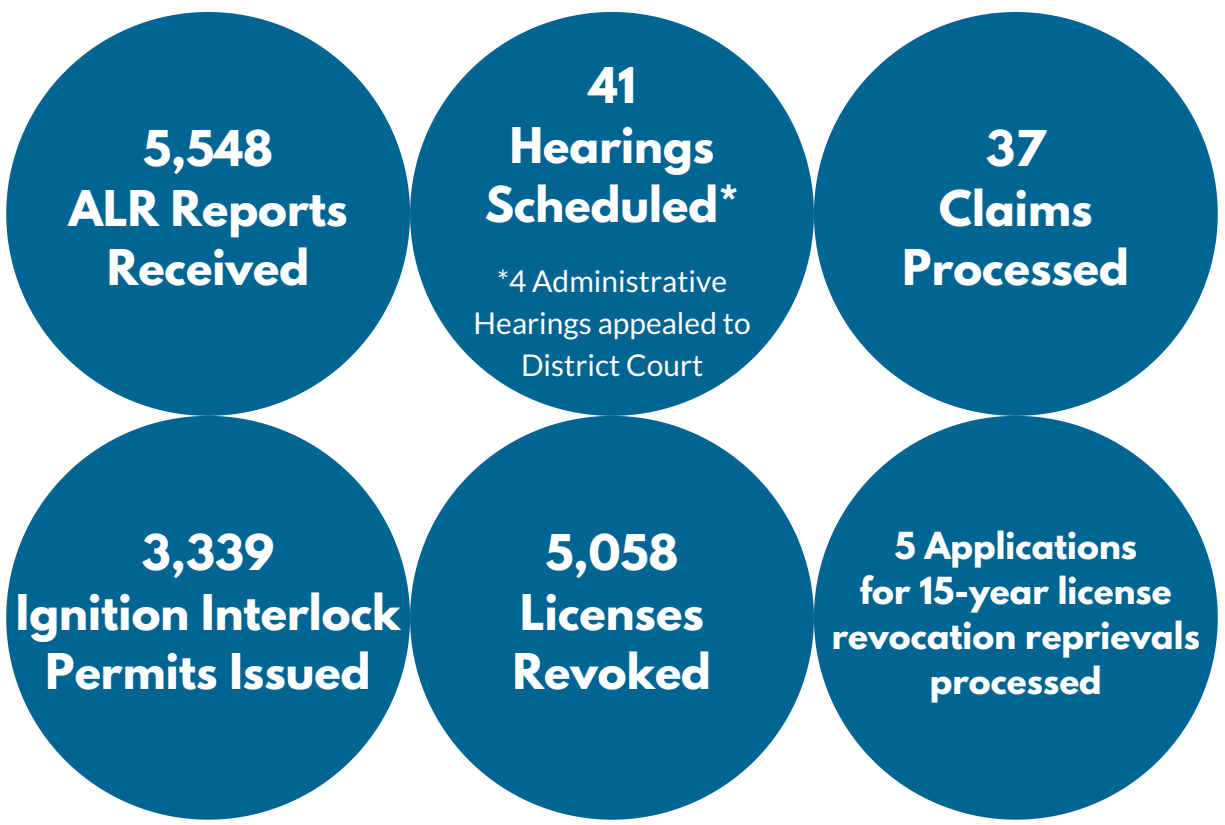 5,548
ALR Reports
Received
41
Hearings
Scheduled*
*4 Administrative
Hearings appealed to
District Court
37
Claims
Processed
3,339
Ignition Interlock
Permits Issued
5,058
Licenses
Revoked
5 Applications
for 15-year license
revocation reprievals
processed